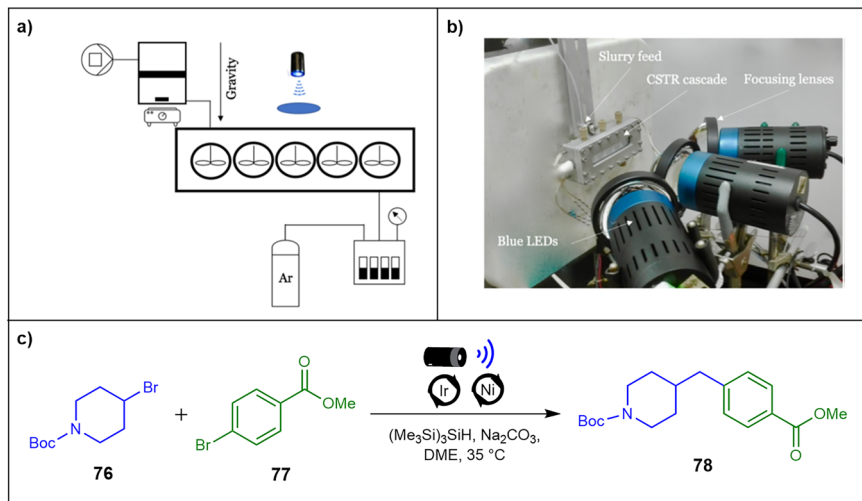 a)
Gravity
Ar
b)
Slurry feed
CSTR cascade
Focusing lenses
Blue LEDs
c)
Br
N
Boc
76
+
O
OMe
Br
77
Ir
Ni
(Me₃Si)₃SiH, Na₂CO₃,
DME, 35 °C
N
Boc
OMe
O
78